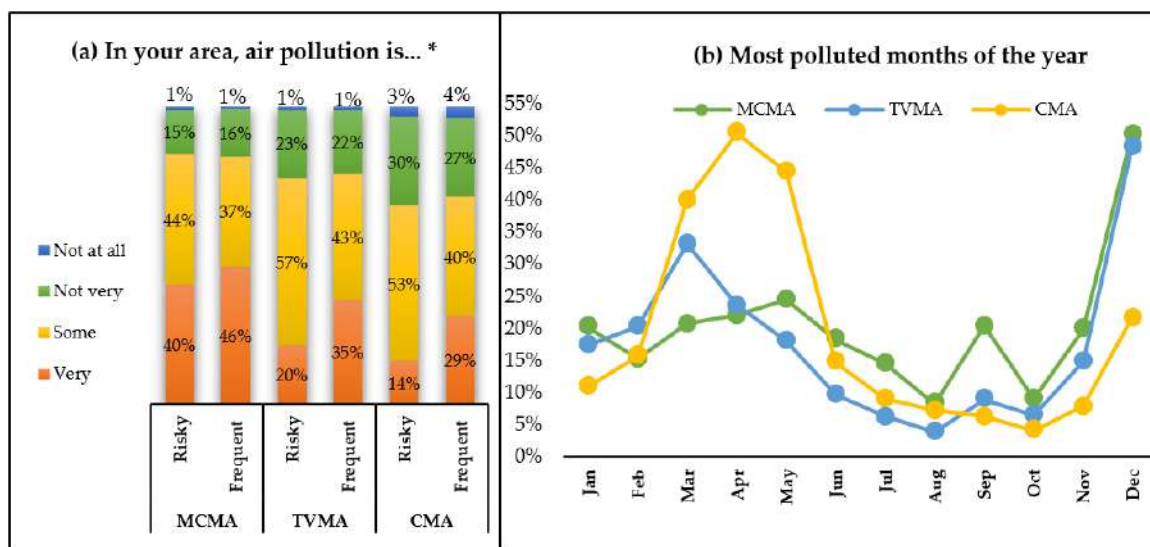 (a) In your area, air pollution is... *
1% 1% 1% 1% 3% 4%
15% 16% 23% 22% 30% 27%
44% 37% 57% 43% 53% 40%
40% 46% 20% 35% 14% 29%
Not at all
Not very
Some
Very
Risky Frequent Risky Frequent Risky Frequent
MCMA TVMA CMA
(b) Most polluted months of the year
MCMA TVMA CMA
55%
50%
45%
40%
35%
30%
25%
20%
15%
10%
5%
0%
Jan Feb Mar Apr May Jun Jul Aug Sep Oct Nov Dec